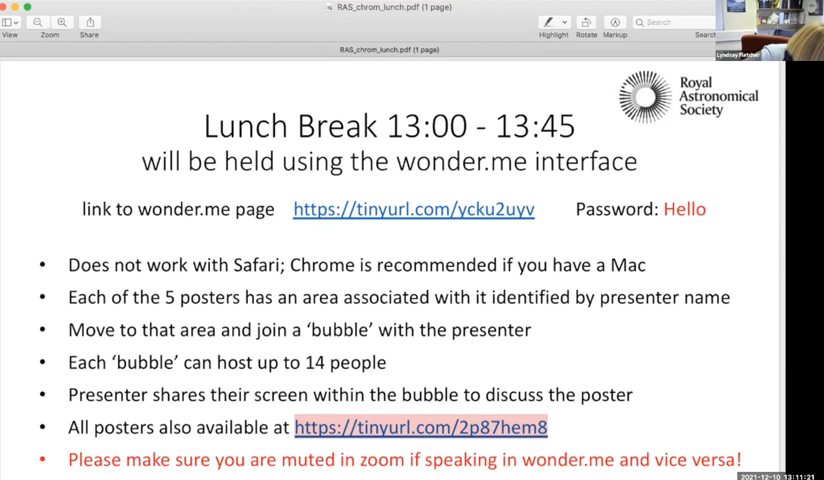 RAS_chrom_lunch.pdf (1 page)
View
Zoom
Share
Highlight
Rotate
Markup
Search
Search
RAS_chrom_lunch.pdf (1 page)
Lyndsay Fletcher
Royal
Astronomical
Society
Lunch Break 13:00 - 13:45
will be held using the wonder.me interface
link to wonder.me page https://tinyurl.com/ycku2uyv Password: Hello
• Does not work with Safari; Chrome is recommended if you have a Mac
• Each of the 5 posters has an area associated with it identified by presenter name
• Move to that area and join a ‘bubble’ with the presenter
• Each ‘bubble’ can host up to 14 people
• Presenter shares their screen within the bubble to discuss the poster
• All posters also available at https://tinyurl.com/2p87hem8
• Please make sure you are muted in zoom if speaking in wonder.me and vice versa!
2021-12-10 13:11:21